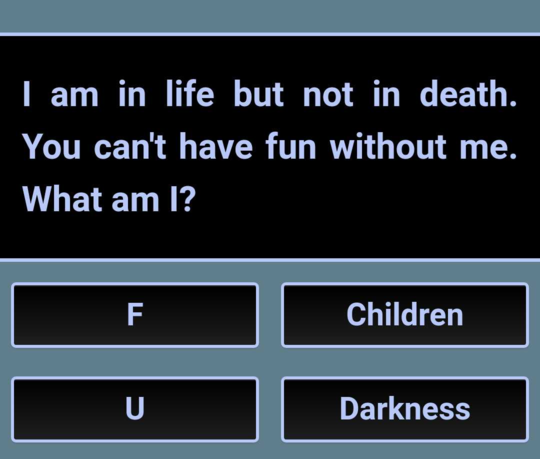 I am in life but not in death.
You can't have fun without me.
What am I?
F
Children
U
Darkness